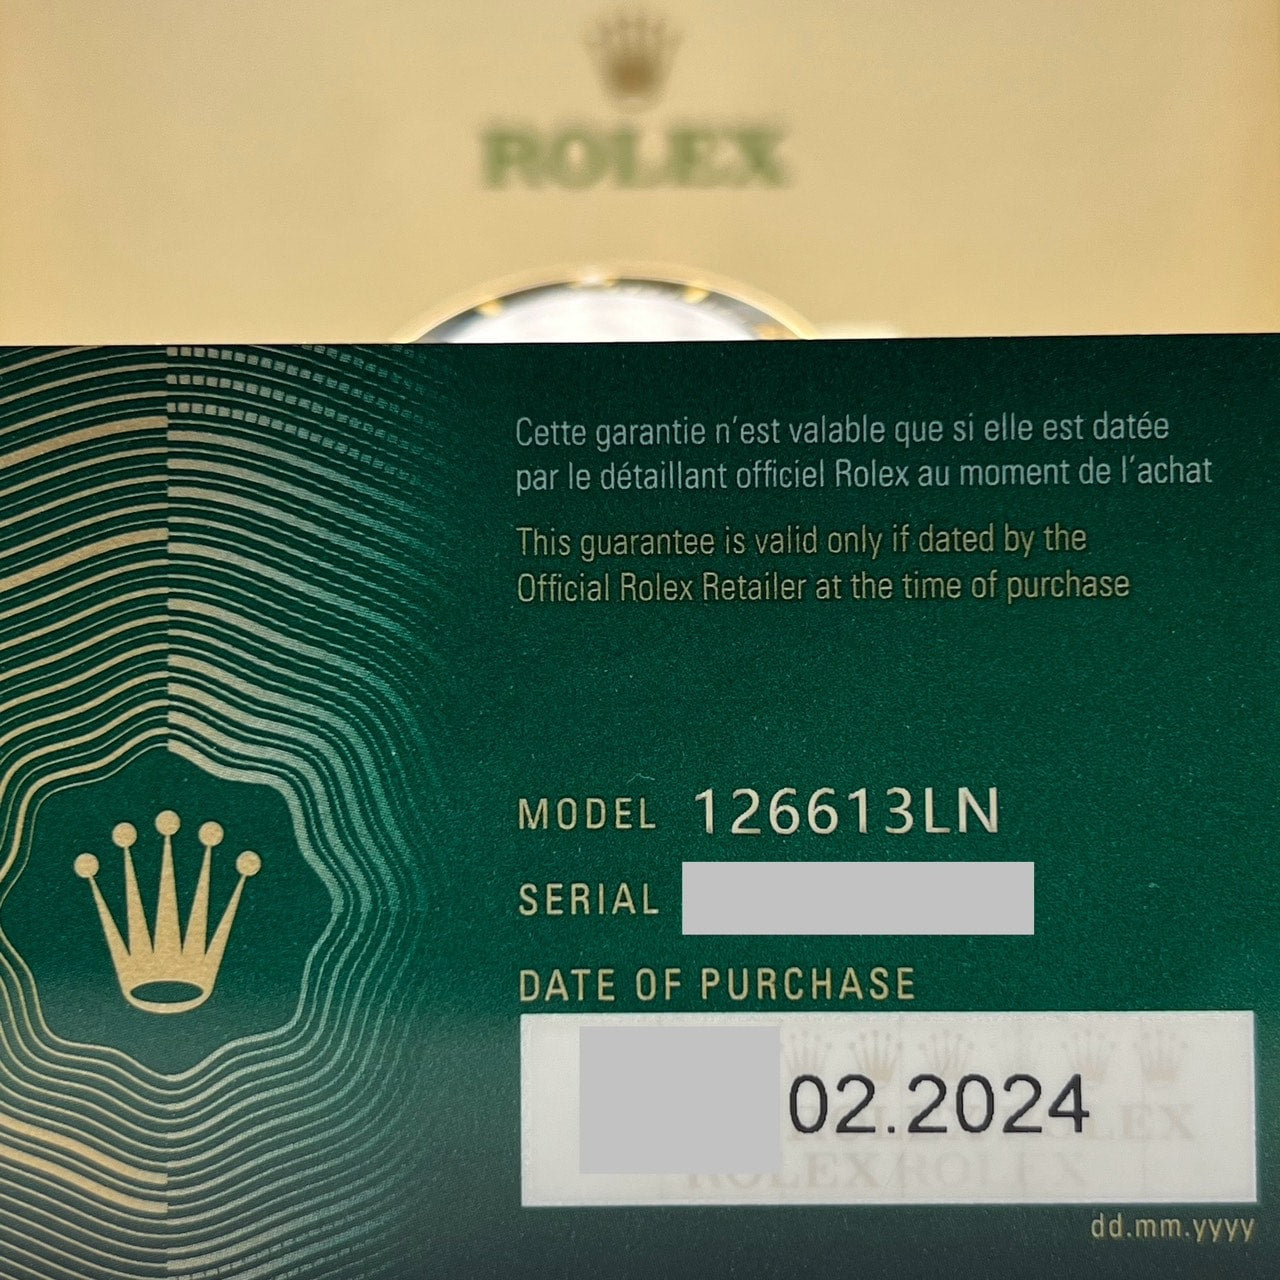 ROLEX
Cette garantie n'est valable que si elle est datée
par le détaillant officiel Rolex au moment de l'achat
This guarantee is valid only if dated by the
Official Rolex Retailer at the time of purchase
MODEL 126613LN
SERIAL
DATE OF PURCHASE
02.2024
ROLEX ROLEX
dd.mm.yyyy